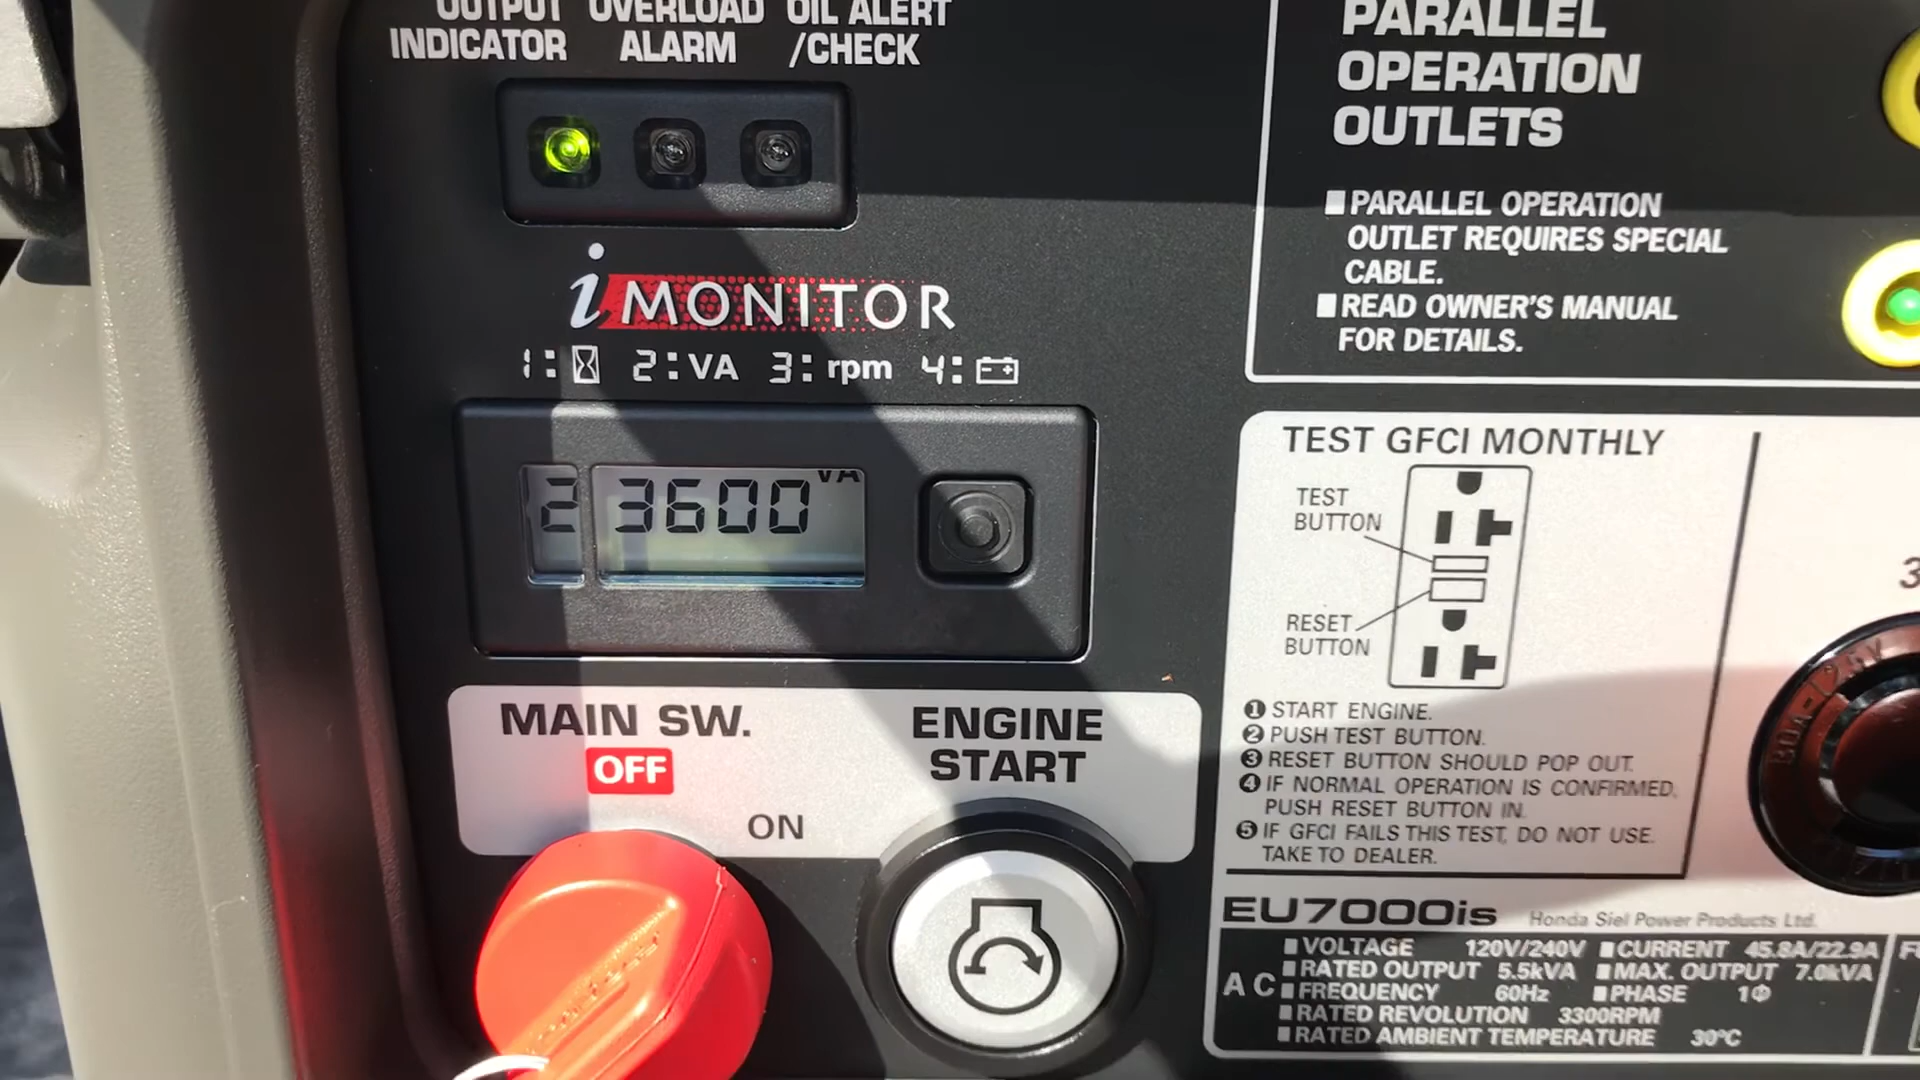 OUTPUT OVERLOAD OIL ALERT
INDICATOR ALARM /CHECK
iMONITOR
1: 2:VA 3:rpm 4:
2 3600 VA
MAIN SW.
OFF
ON
ENGINE
START
PARALLEL
OPERATION
OUTLETS
PARALLEL OPERATION
OUTLET REQUIRES SPECIAL
CABLE.
READ OWNER'S MANUAL
FOR DETAILS.
TEST GFCI MONTHLY
TEST
BUTTON
RESET
BUTTON
1 START ENGINE.
2 PUSH TEST BUTTON.
3 RESET BUTTON SHOULD POP OUT.
4 IF NORMAL OPERATION IS CONFIRMED,
PUSH RESET BUTTON IN.
5 IF GFCI FAILS THIS TEST, DO NOT USE.
TAKE TO DEALER.
EU7000is Honda Siel Power Products Ltd.
AC
VOLTAGE 120V/240V CURRENT 45.8A/22.9A
RATED OUTPUT 5.5kVA MAX. OUTPUT 7.0kVA
FREQUENCY 60Hz PHASE 1Φ
RATED REVOLUTION 3300RPM
RATED AMBIENT TEMPERATURE 30°C
3